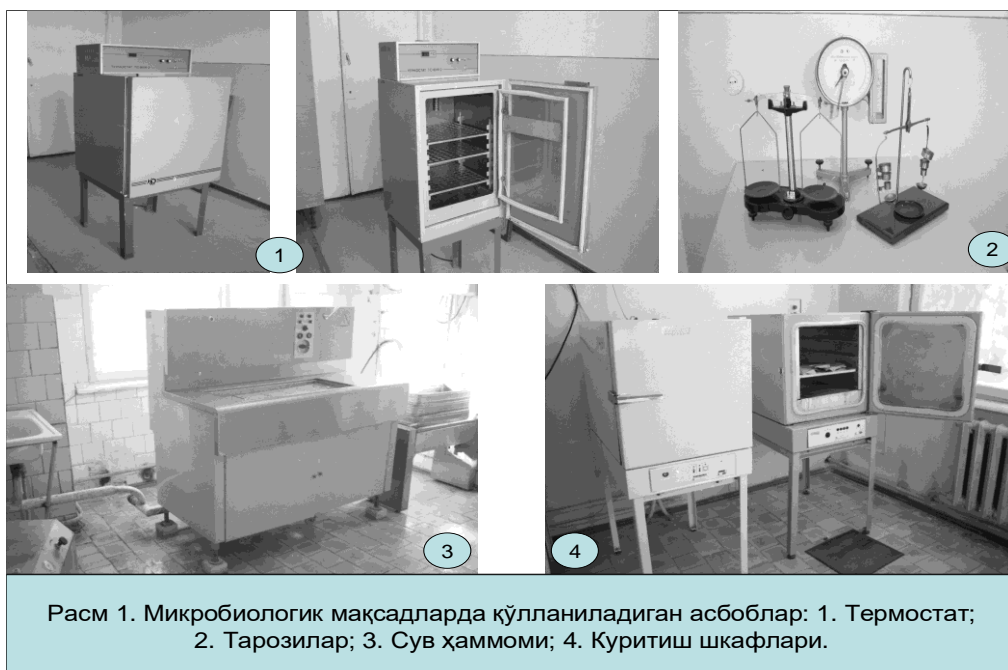 1
2
3
4
Расм 1. Микробиологик мақсадларда қўлланиладиган асбоблар: 1. Термостат;
2. Тарозилар; 3. Сув ҳаммоми; 4. Куритиш шкафлари.